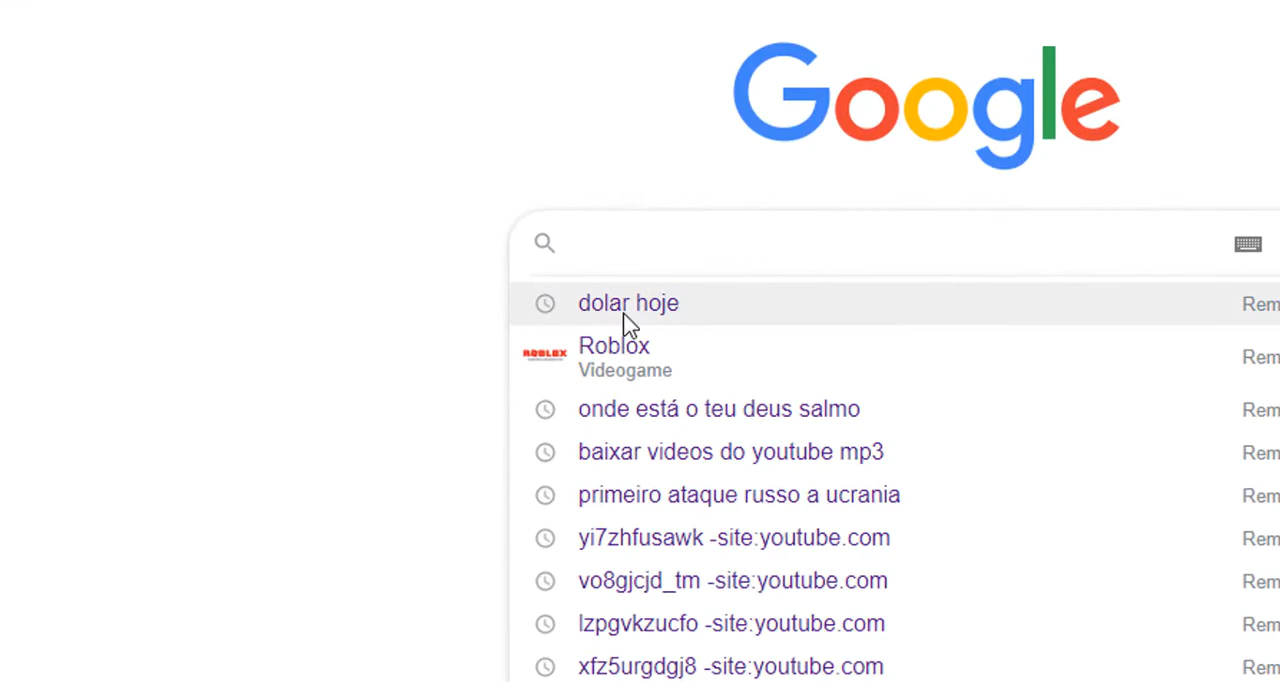 Google
dolar hoje
Rem
ROBLOX
Roblox
Videogame
Rem
onde está o teu deus salmo
Rem
baixar videos do youtube mp3
Rem
primeiro ataque russo a ucrania
Rem
yi7zhfusawk -site:youtube.com
Rem
vo8gjcjd_tm -site:youtube.com
Rem
lzpgvkzucfo -site:youtube.com
Rem
xfz5urgdgj8 -site:youtube.com
Rem